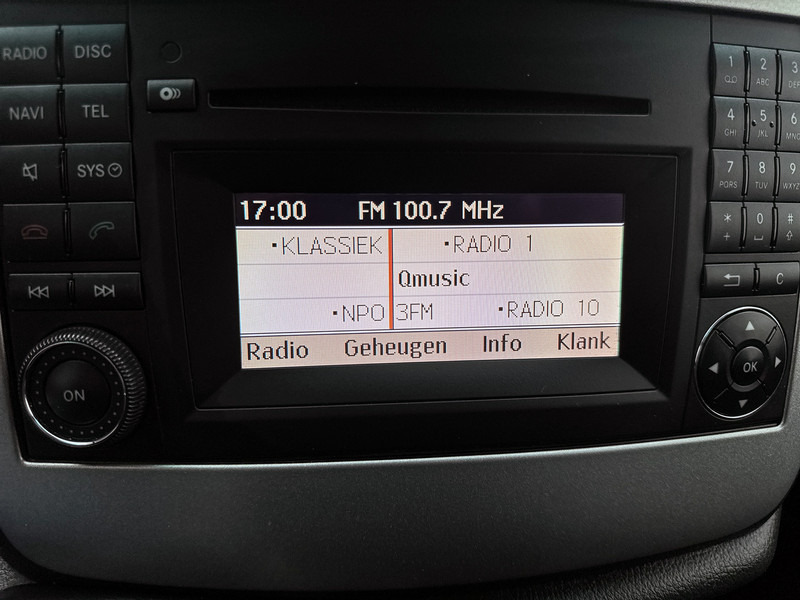 RADIO DISC
NAVI TEL
SYS
ON
17:00 FM 100.7 MHz
·KLASSIEK ·RADIO 1
Qmusic
·NPO 3FM ·RADIO 10
Radio Geheugen Info Klank
1 2 ABC 3 DEF
4 GHI 5 JKL 6 MNO
7 PQRS 8 TUV 9 WXYZ
* + 0 #
C
OK